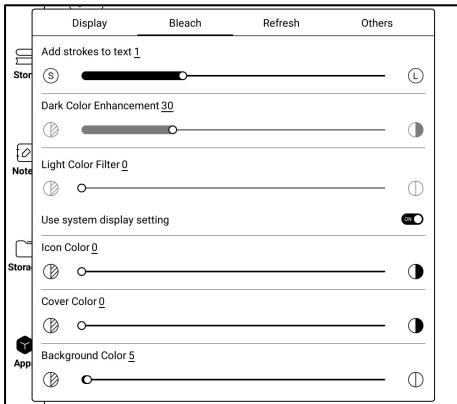 Display Bleach Refresh Others
Add strokes to text 1
S L
Stor
Dark Color Enhancement 30
Note
Light Color Filter 0
Use system display setting ON
Icon Color 0
Stora
Cover Color 0
Background Color 5
App